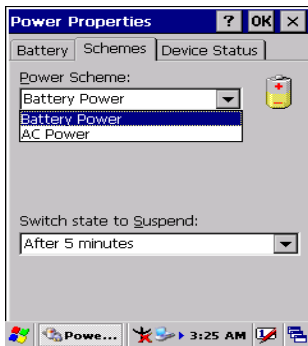 Power Properties ? OK ×
Battery Schemes Device Status
Power Scheme:
Battery Power
Battery Power
AC Power
Switch state to Suspend:
After 5 minutes
Powe... 3:25 AM